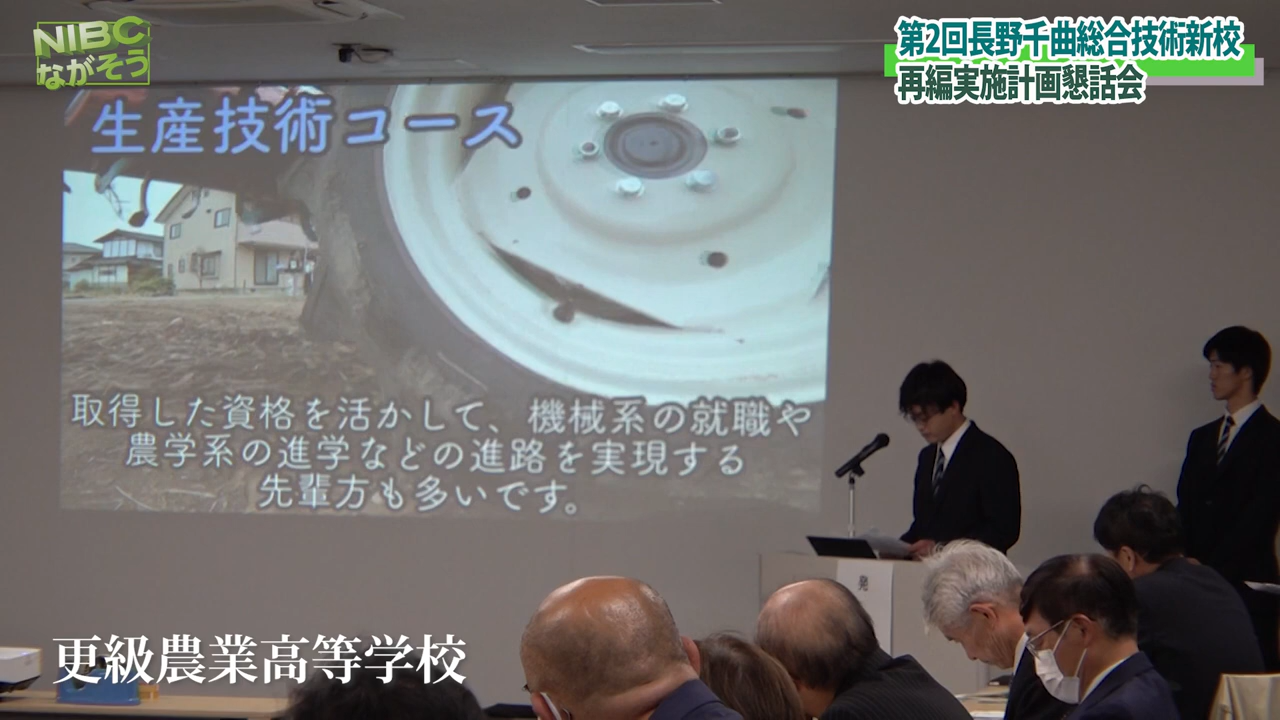 NIBC
ながそう
第2回長野千曲総合技術新校
再編実施計画懇話会
生産技術コース
取得した資格を活かして、機械系の就職や
農学系の進学などの進路を実現する
先輩方も多いです。
発
更級農業高等学校